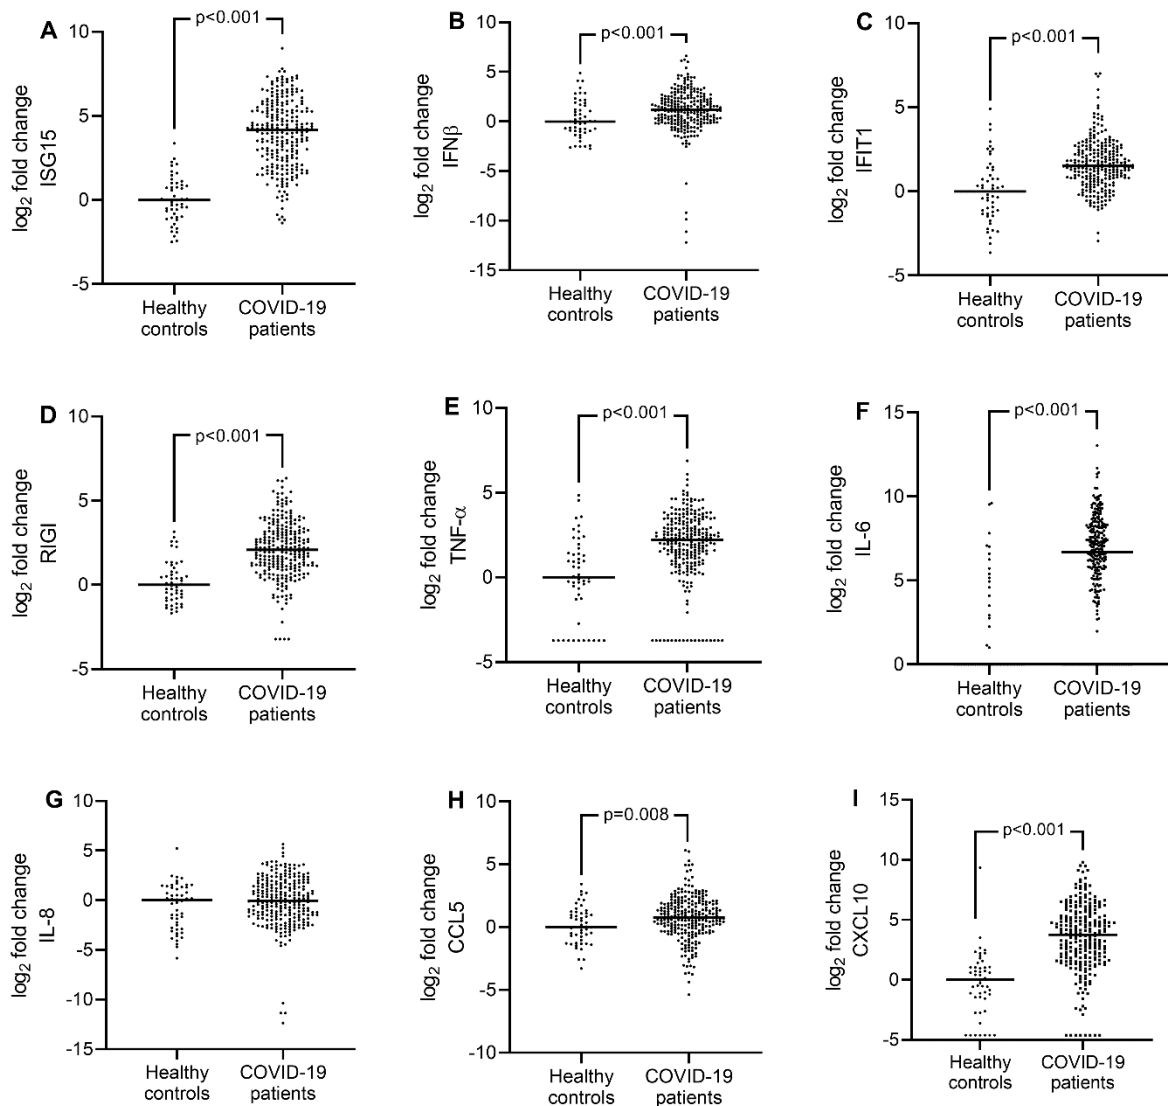 A
p<0.001
log2 fold change
ISG15
10
5
0
-5
Healthy
controls
COVID-19
patients
B
p<0.001
log2 fold change
IFNβ
10
5
0
-5
-10
-15
Healthy
controls
COVID-19
patients
C
p<0.001
log2 fold change
IFIT1
10
5
0
-5
Healthy
controls
COVID-19
patients
D
p<0.001
log2 fold change
RIGI
10
5
0
-5
Healthy
controls
COVID-19
patients
E
p<0.001
log2 fold change
TNF-α
10
5
0
-5
Healthy
controls
COVID-19
patients
F
p<0.001
log2 fold change
IL-6
15
10
5
0
Healthy
controls
COVID-19
patients
G
log2 fold change
IL-8
10
5
0
-5
-10
-15
Healthy
controls
COVID-19
patients
H
p=0.008
log2 fold change
CCL5
10
5
0
-5
-10
Healthy
controls
COVID-19
patients
I
p<0.001
log2 fold change
CXCL10
15
10
5
0
-5
Healthy
controls
COVID-19
patients